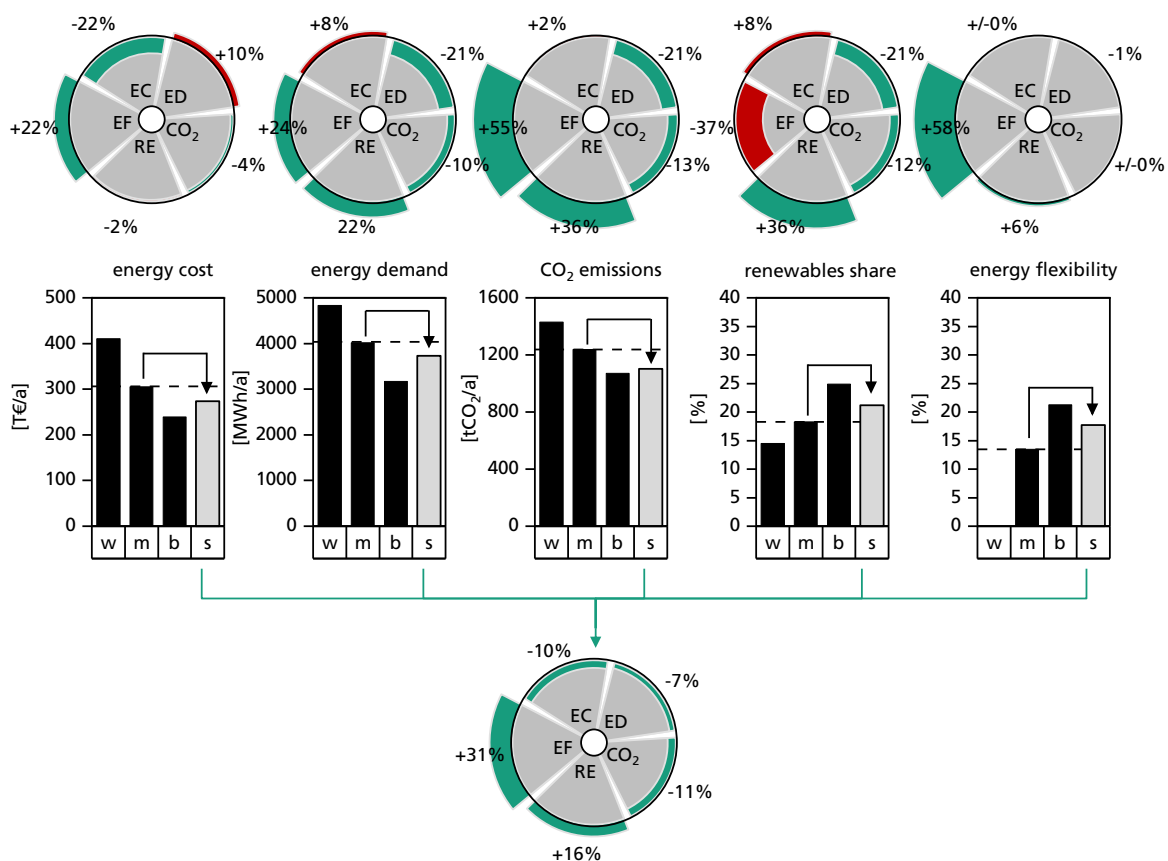 -22%
+10%
EC
ED
+22%
EF
CO2
RE
-4%
-2%
+8%
-21%
EC
ED
+24%
EF
CO2
RE
-10%
22%
+2%
-21%
EC
ED
+55%
EF
CO2
RE
-13%
+36%
+8%
-21%
EC
ED
-37%
EF
CO2
RE
-12%
+36%
+/-0%
-1%
EC
ED
+58%
EF
CO2
RE
+/-0%
+6%
energy cost
[T€/a]
500
400
300
200
100
0
w m b s
energy demand
[MWh/a]
5000
4000
3000
2000
1000
0
w m b s
CO2 emissions
[tCO2/a]
1600
1200
800
400
0
w m b s
renewables share
[%]
40
35
30
25
20
15
10
5
0
w m b s
energy flexibility
[%]
40
35
30
25
20
15
10
5
0
w m b s
-10%
-7%
EC
ED
+31%
EF
CO2
RE
-11%
+16%